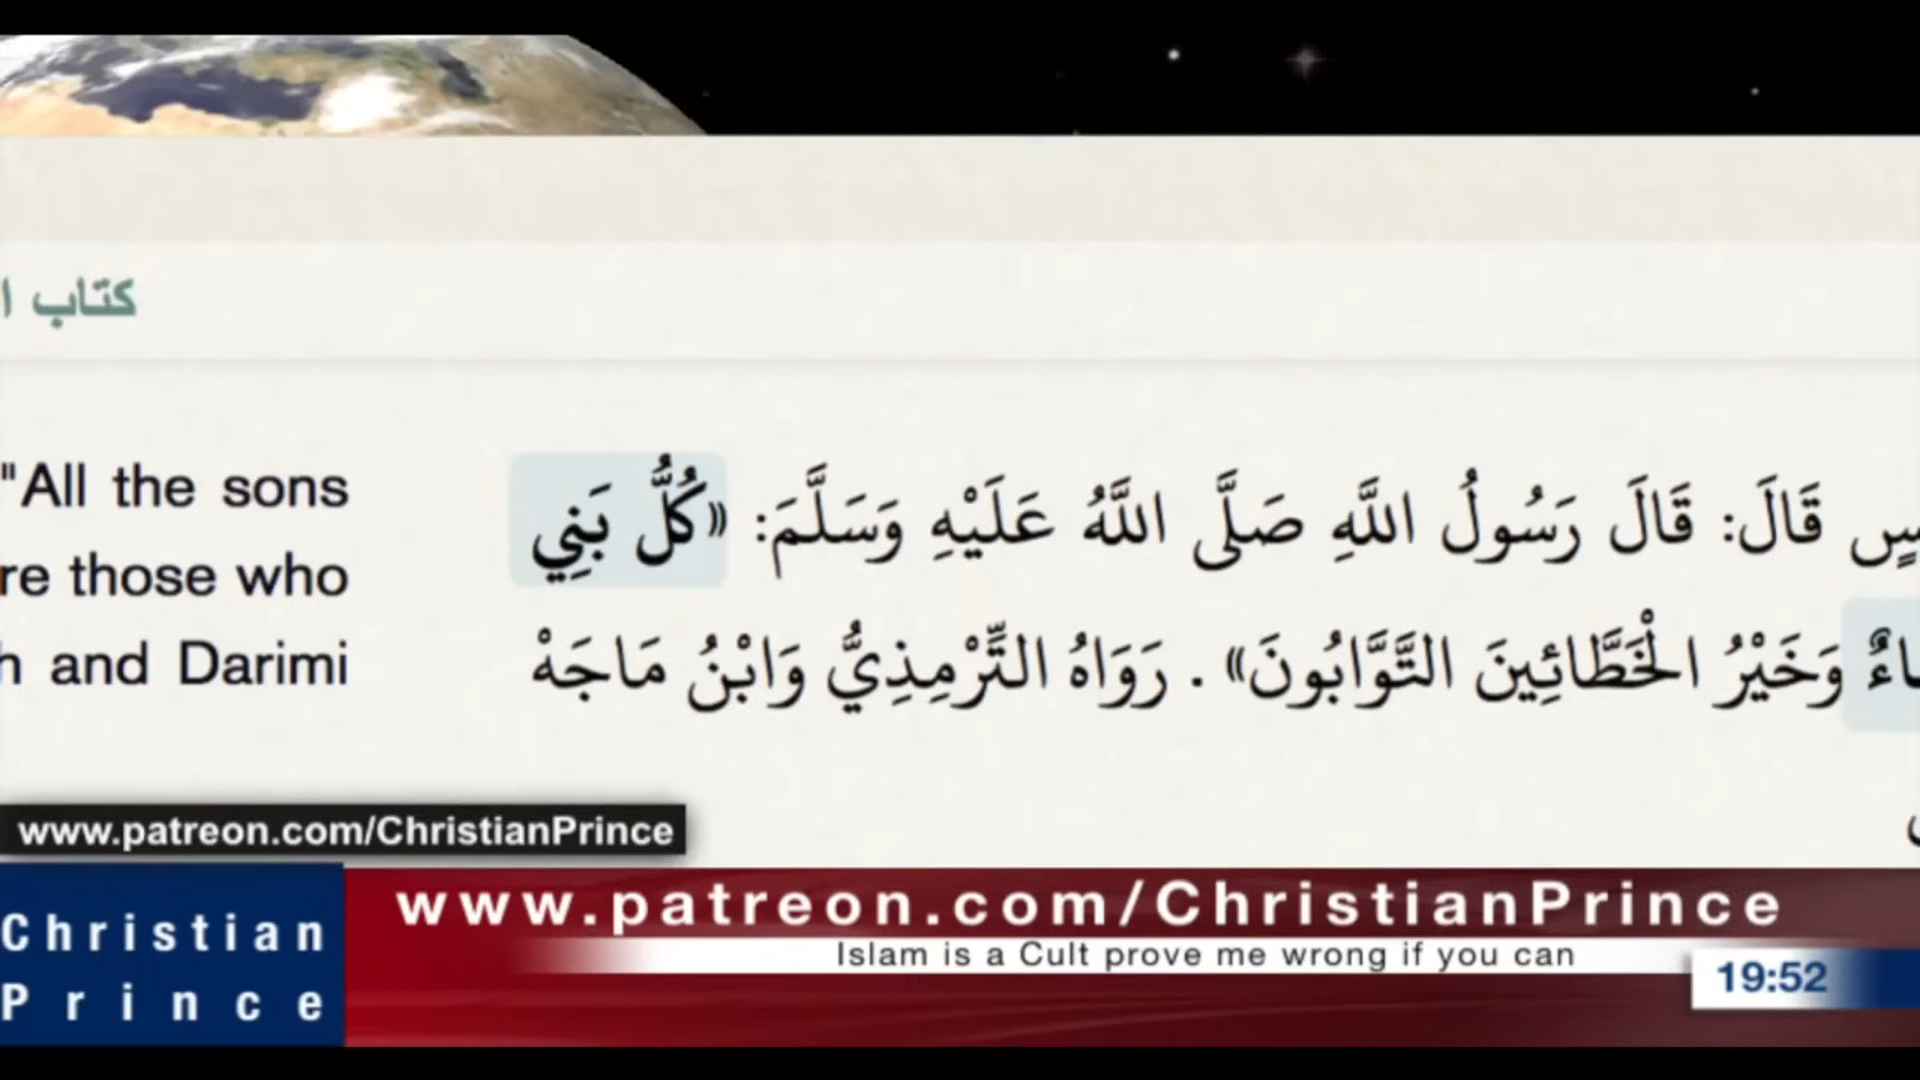 كتاب ا
"All the sons
re those who
h and Darimi
قَالَ: قَالَ رَسُولُ اللَّهِ صَلَّى اللَّهُ عَلَيْهِ وَسَلَّمَ: «كُلُّ بَنِي
وَخَيْرُ الْخَطَّائِينَ التَّوَّابُونَ» . رَوَاهُ التِّرْمِذِيُّ وَابْنُ مَاجَهْ
www.patreon.com/ChristianPrince
Christian
Prince
www.patreon.com/ChristianPrince
Islam is a Cult prove me wrong if you can
19:52